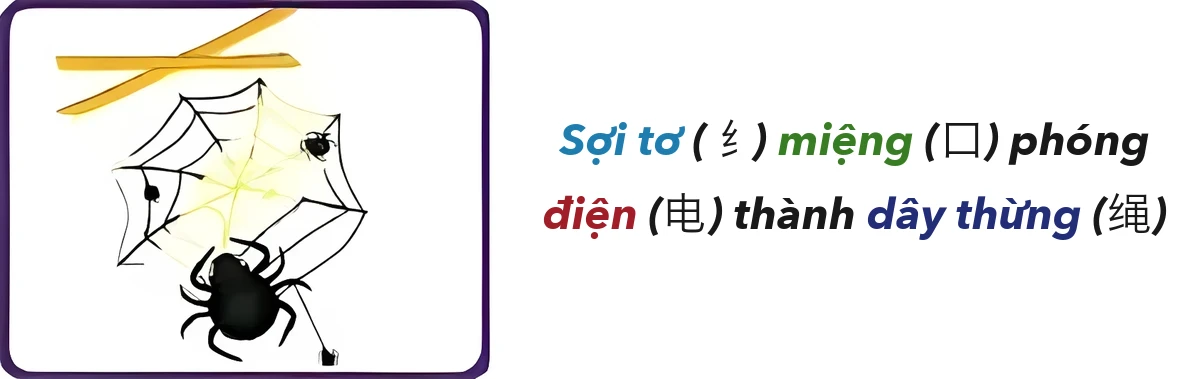 Sợi tơ (纟) miệng (口) phóng
điện (电) thành dây thừng (绳)